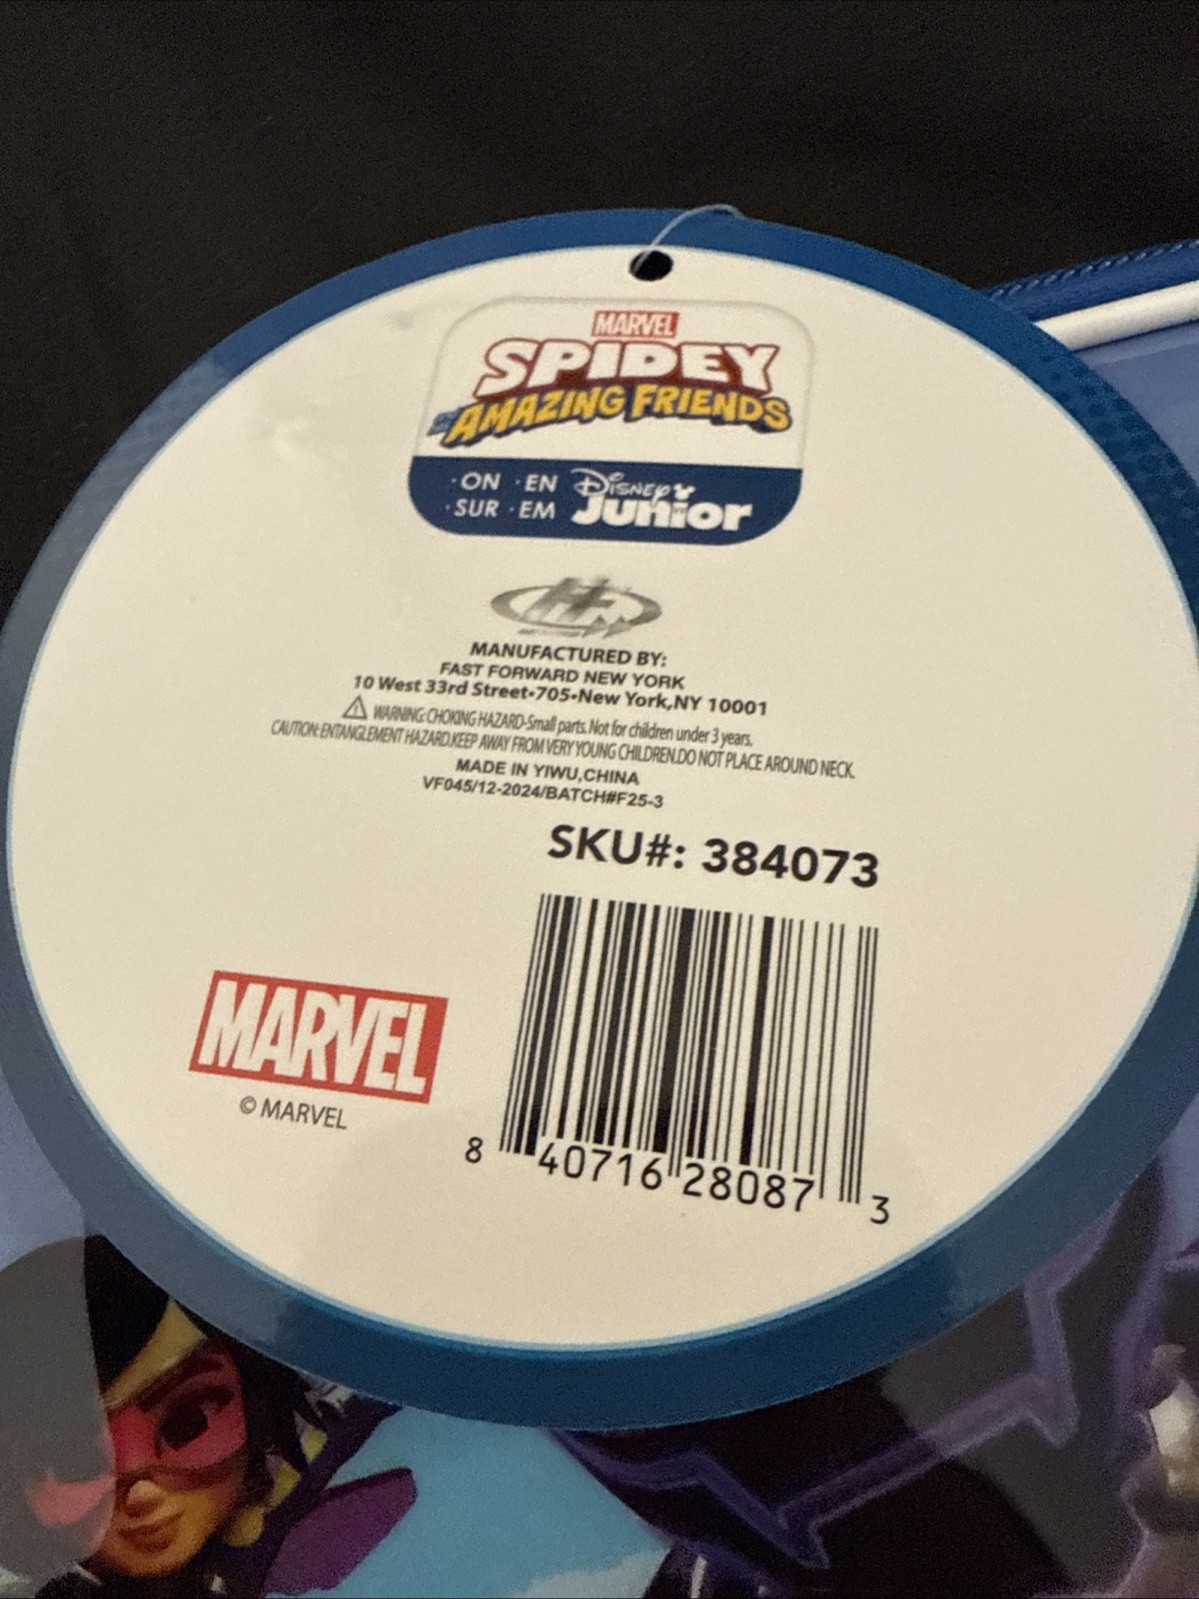 MARVEL
SPIDEY
AND HIS AMAZING FRIENDS
·ON ·EN Disney
·SUR ·EM Junior
MANUFACTURED BY:
FAST FORWARD NEW YORK
10 West 33rd Street•705•New York,NY 10001
WARNING:CHOKING HAZARD-Small parts.Not for children under 3 years.
CAUTION:ENTANGLEMENT HAZARD.KEEP AWAY FROM VERY YOUNG CHILDREN.DO NOT PLACE AROUND NECK.
MADE IN YIWU,CHINA
VF045/12-2024/BATCH#F25-3
SKU#: 384073
MARVEL
© MARVEL
8 40716 28087 3